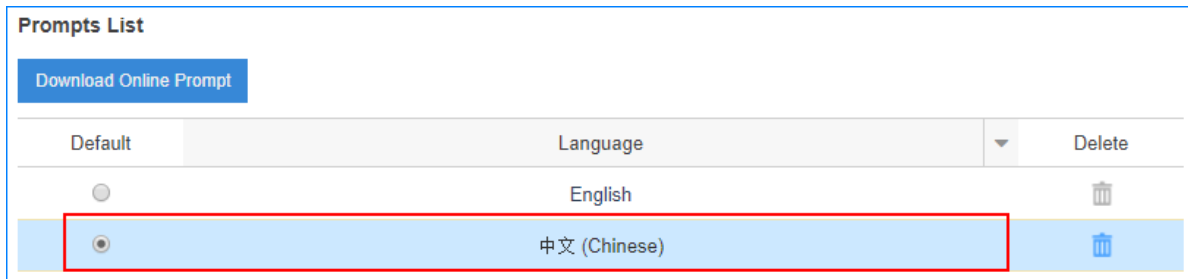 Prompts List
Download Online Prompt
Default Language Delete
English
中文 (Chinese)